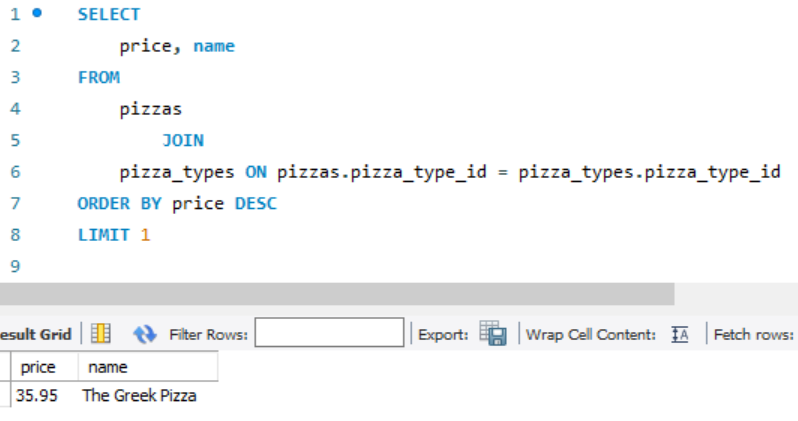 1 SELECT
2 price, name
3 FROM
4 pizzas
5 JOIN
6 pizza_types ON pizzas.pizza_type_id = pizza_types.pizza_type_id
7 ORDER BY price DESC
8 LIMIT 1
9
esult Grid Filter Rows: Export: Wrap Cell Content: Fetch rows:
price name
35.95 The Greek Pizza